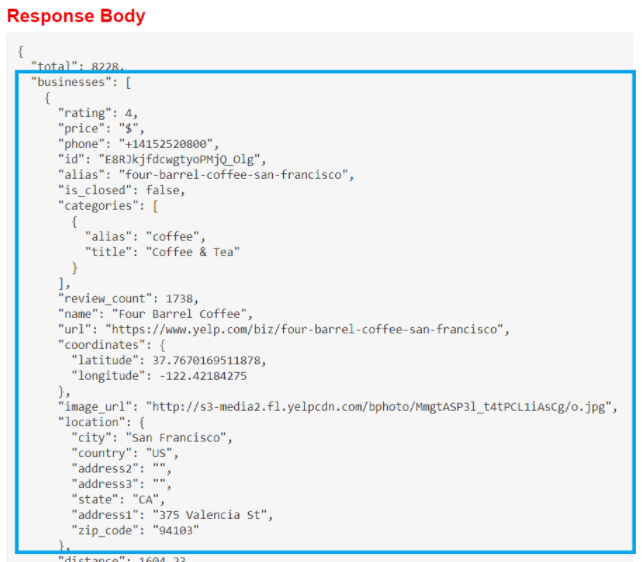 Response Body
{
"total": 8228,
"businesses": [
{
"rating": 4,
"price": "$",
"phone": "+14152520800",
"id": "E8RJkjfdcwgtyoPMjQ_Olg",
"alias": "four-barrel-coffee-san-francisco",
"is_closed": false,
"categories": [
{
"alias": "coffee",
"title": "Coffee & Tea"
}
],
"review_count": 1738,
"name": "Four Barrel Coffee",
"url": "https://www.yelp.com/biz/four-barrel-coffee-san-francisco",
"coordinates": {
"latitude": 37.7670169511878,
"longitude": -122.42184275
},
"image_url": "http://s3-media2.fl.yelpcdn.com/bphoto/MmgtASP3l_t4tPCL1iAsCg/o.jpg",
"location": {
"city": "San Francisco",
"country": "US",
"address2": "",
"address3": "",
"state": "CA",
"address1": "375 Valencia St",
"zip_code": "94103"
},
"distance": 1604.23